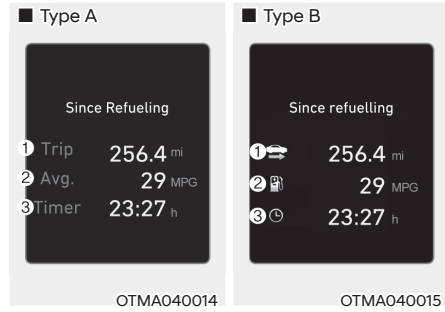 ■ Type A
Since Refueling
① Trip 256.4 mi
② Avg. 29 MPG
③ Timer 23:27 h
OTMA040014
■ Type B
Since refuelling
① 256.4 mi
② 29 MPG
③ 23:27 h
OTMA040015